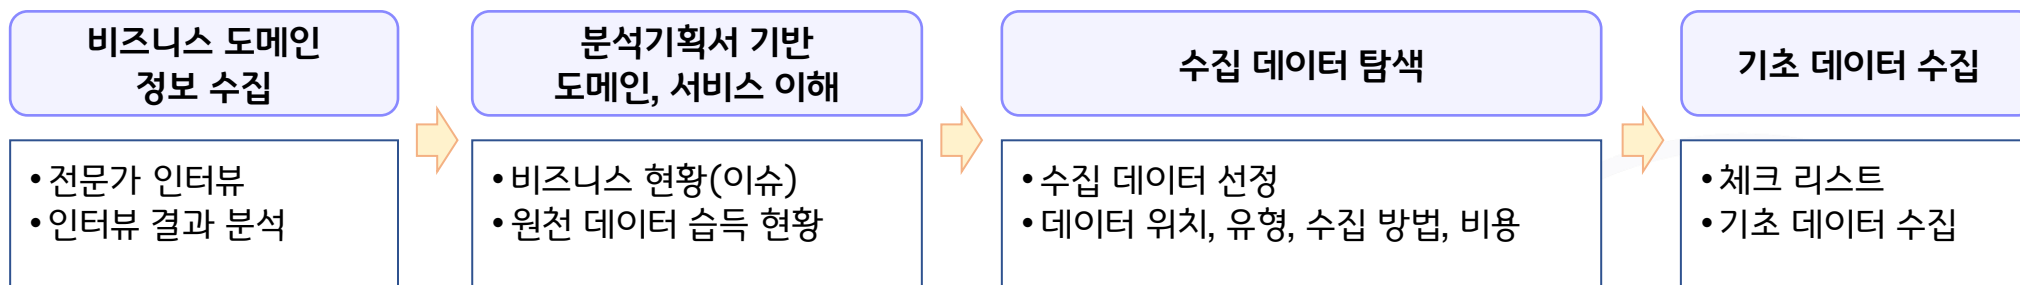 비즈니스 도메인
정보 수집
• 전문가 인터뷰
• 인터뷰 결과 분석
분석기획서 기반
도메인, 서비스 이해
• 비즈니스 현황(이슈)
• 원천 데이터 습득 현황
수집 데이터 탐색
• 수집 데이터 선정
• 데이터 위치, 유형, 수집 방법, 비용
기초 데이터 수집
• 체크 리스트
• 기초 데이터 수집